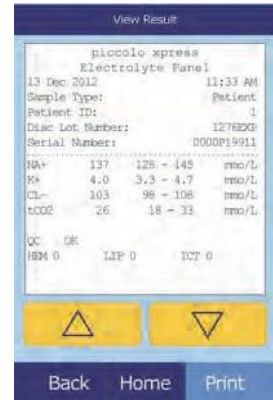 View Result
piccolo xpress
Electrolyte Panel
13 Dec 2012 11:33 AM
Sample Type: Patient
Patient ID: 1
Disc Lot Number:
Serial Number: 0000P19911
NA+ 137 128 - 145 mmo/L
K+ 4.0 3.3 - 4.7 mmo/L
CL- 103 98 - 108 mmo/L
tCO2 26 18 - 33 mmo/L
QC OK
HEM 0 LIP 0 ICT 0
Back Home Print